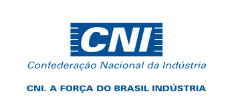 CNI
Confederação Nacional da Indústria
CNI. A FORÇA DO BRASIL INDÚSTRIA